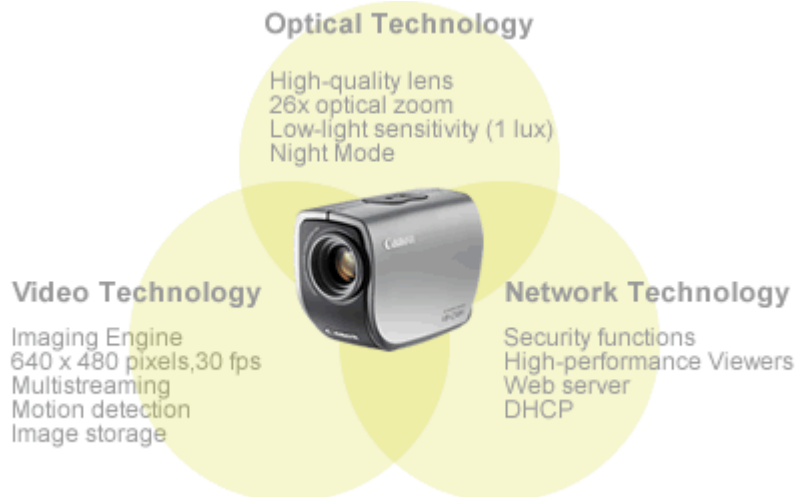 Optical Technology
High-quality lens
26x optical zoom
Low-light sensitivity (1 lux)
Night Mode
Canon
Canon
Video Technology
Imaging Engine
640 x 480 pixels,30 fps
Multistreaming
Motion detection
Image storage
Network Technology
Security functions
High-performance Viewers
Web server
DHCP